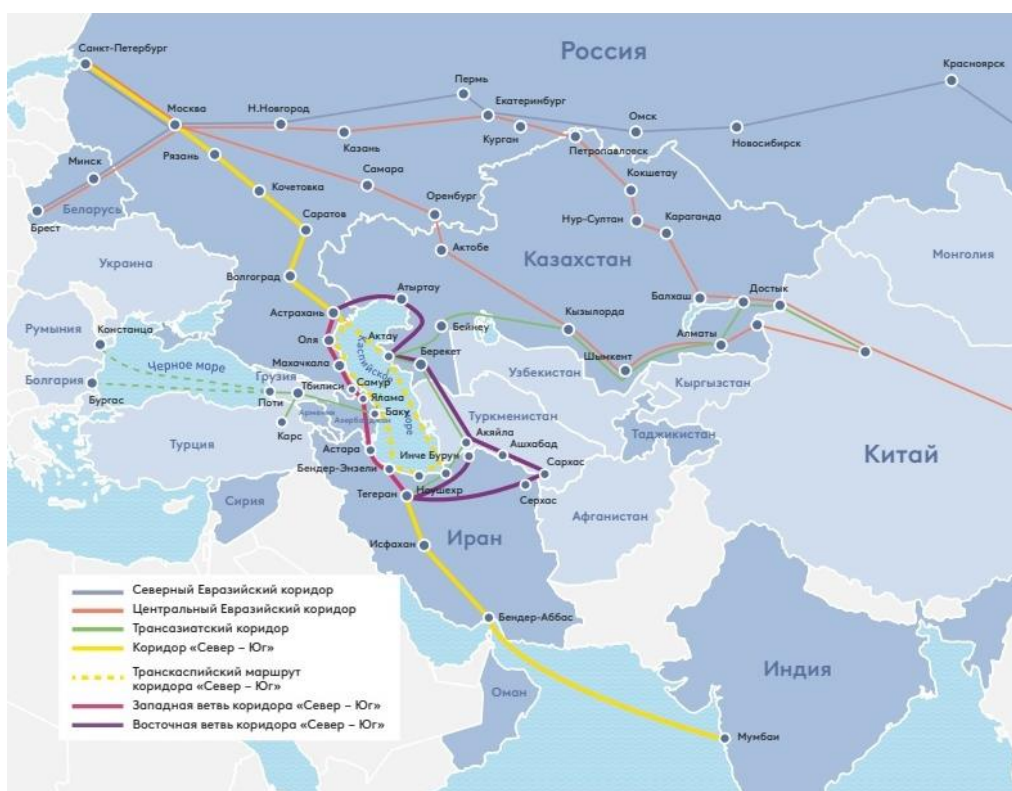 Санкт-Петербург
Россия
Красноярск
Пермь
Москва
Н.Новгород
Екатеринбург
Омск
Казань
Курган
Новосибирск
Минск
Рязань
Петропавловск
Самара
Кокшетау
Кочетовка
Оренбург
Беларусь
Брест
Саратов
Нур-Султан
Караганда
Актобе
Украина
Казахстан
Монголия
Волгоград
Атыртау
Балхаш
Достык
Астрахань
Румыния
Констанца
Актау
Бейнеу
Кызылорда
Алматы
Оля
Каспийское море
Берекет
Шымкент
Черное море
Махачкала
Узбекистан
Болгария
Грузия
Тбилиси
Самур
Кыргызстан
Бургас
Поти
Ялама
Армения
Азербайджан
Баку
Туркменистан
Карс
Акяйла
Таджикистан
Турция
Астара
Ашхабад
Китай
Бендер-Энзели
Инче Бурун
Сархас
Тегеран
Ноушехр
Серхас
Сирия
Афганистан
Исфахан
Иран
Северный Евразийский коридор
Центральный Евразийский коридор
Трансазиатский коридор
Коридор «Север – Юг»
Транскаспийский маршрут
коридора «Север – Юг»
Западная ветвь коридора «Север – Юг»
Восточная ветвь коридора «Север – Юг»
Бендер-Аббас
Индия
Оман
Мумбаи